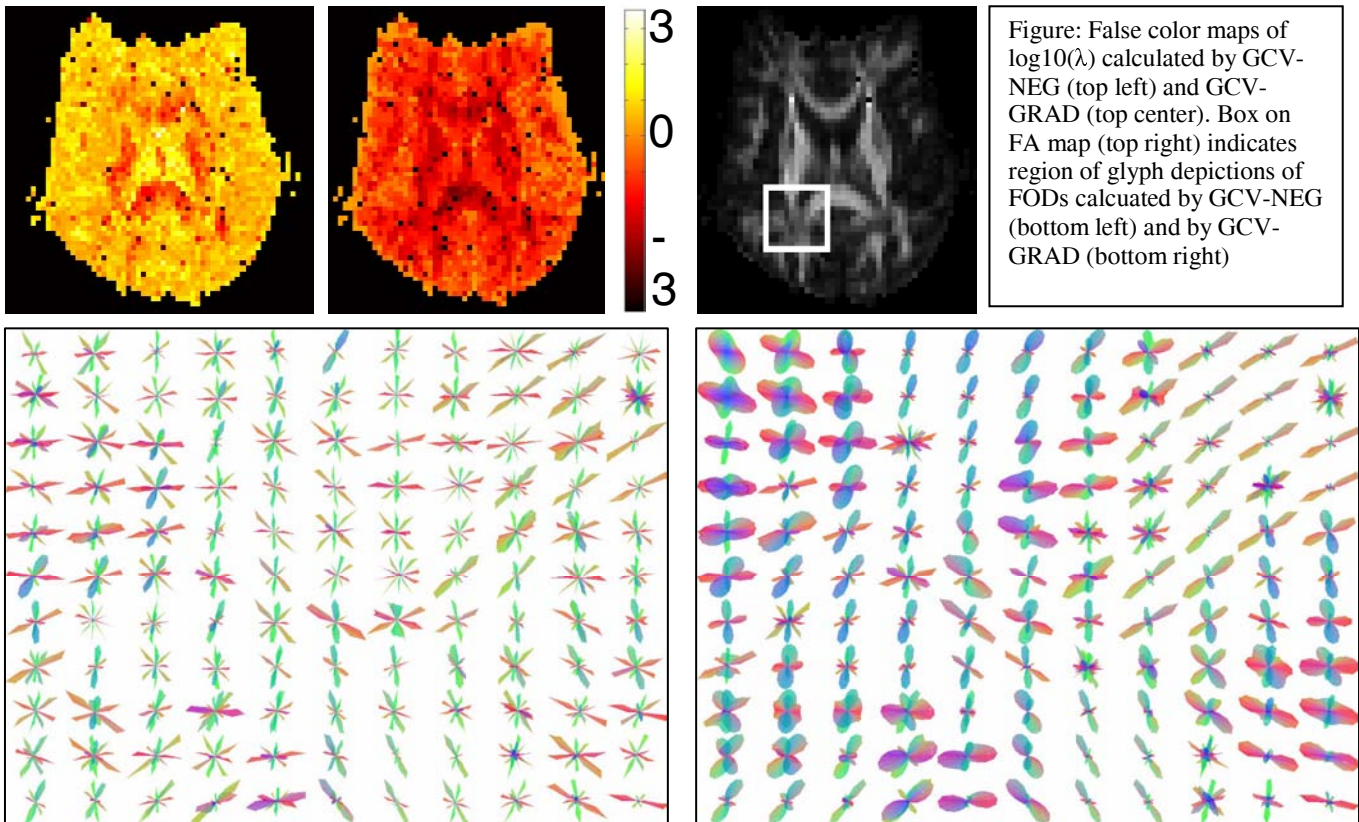 3
0
-
3
Figure: False color maps of
log10(λ) calculated by GCV-
NEG (top left) and GCV-
GRAD (top center). Box on
FA map (top right) indicates
region of glyph depictions of
FODs calcuated by GCV-NEG
(bottom left) and by GCV-
GRAD (bottom right)